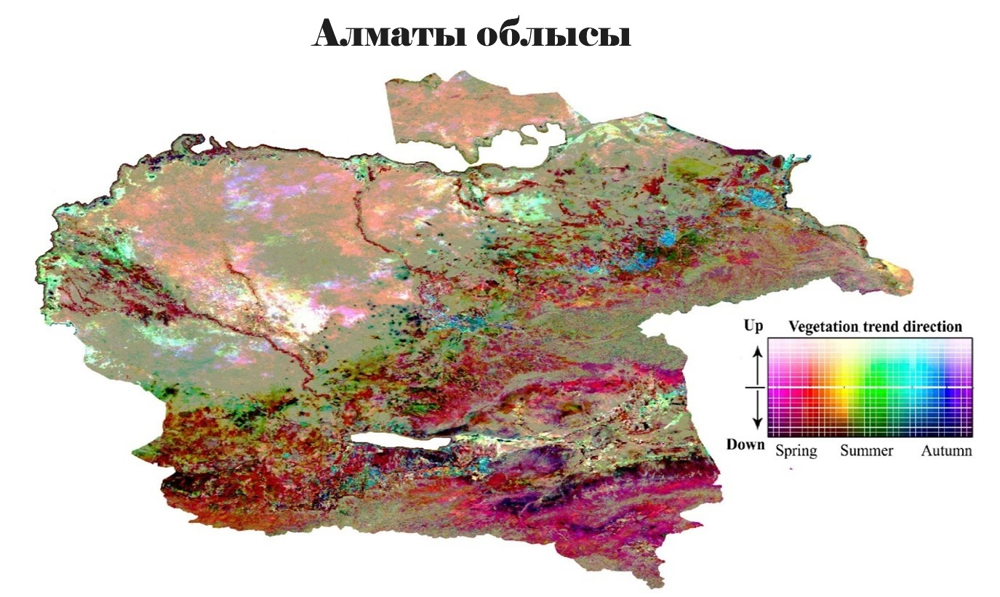 Алматы облысы
Up
Vegetation trend direction
Down
Spring
Summer
Autumn